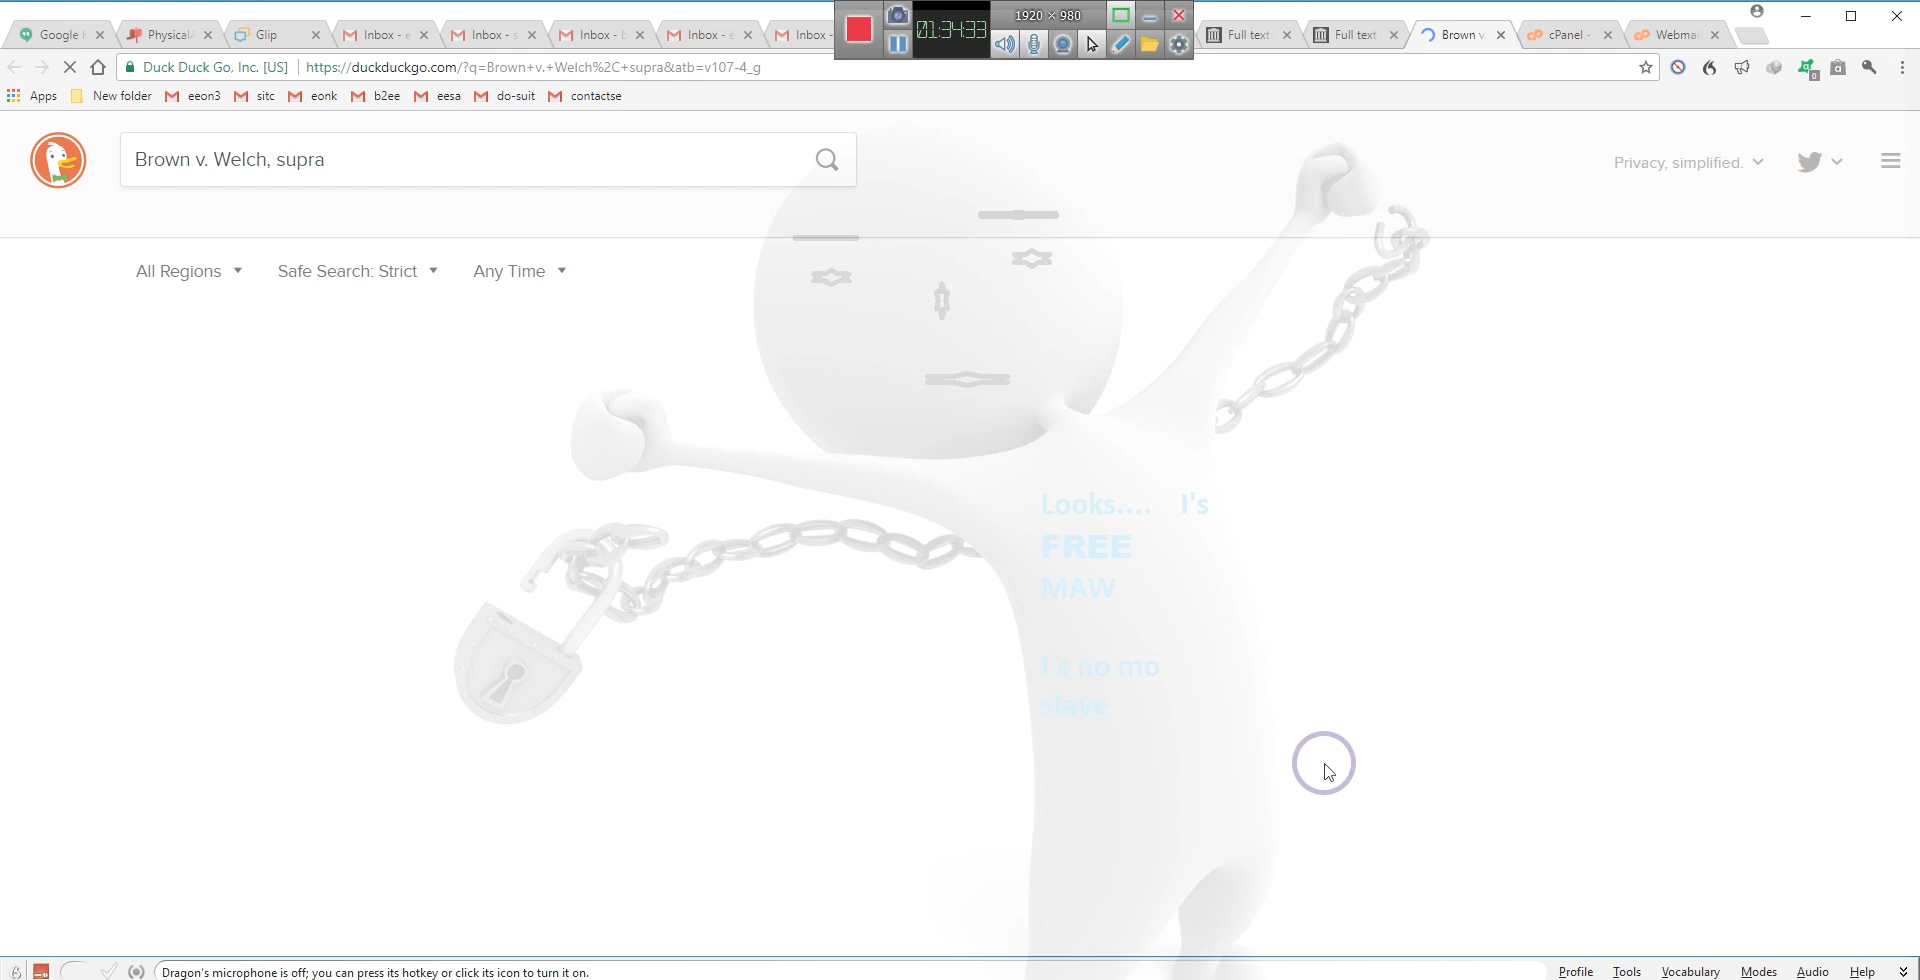 01:34:33
1920 × 980
Google H
Physical
Glip
Inbox - e
Inbox - s
Inbox - b
Inbox - e
Inbox -
Full text
Full text
Brown v.
cPanel -
Webmai
Duck Duck Go, Inc. [US]
https://duckduckgo.com/?q=Brown+v.+Welch%2C+supra&atb=v107-4_g
0
Apps
New folder
eeon3
sitc
eonk
b2ee
eesa
do-suit
contactse
Brown v. Welch, supra
Privacy, simplified.
All Regions
Safe Search: Strict
Any Time
Looks.... I's
FREE
MAW
I's no mo
slave
Dragon's microphone is off; you can press its hotkey or click its icon to turn it on.
Profile
Tools
Vocabulary
Modes
Audio
Help